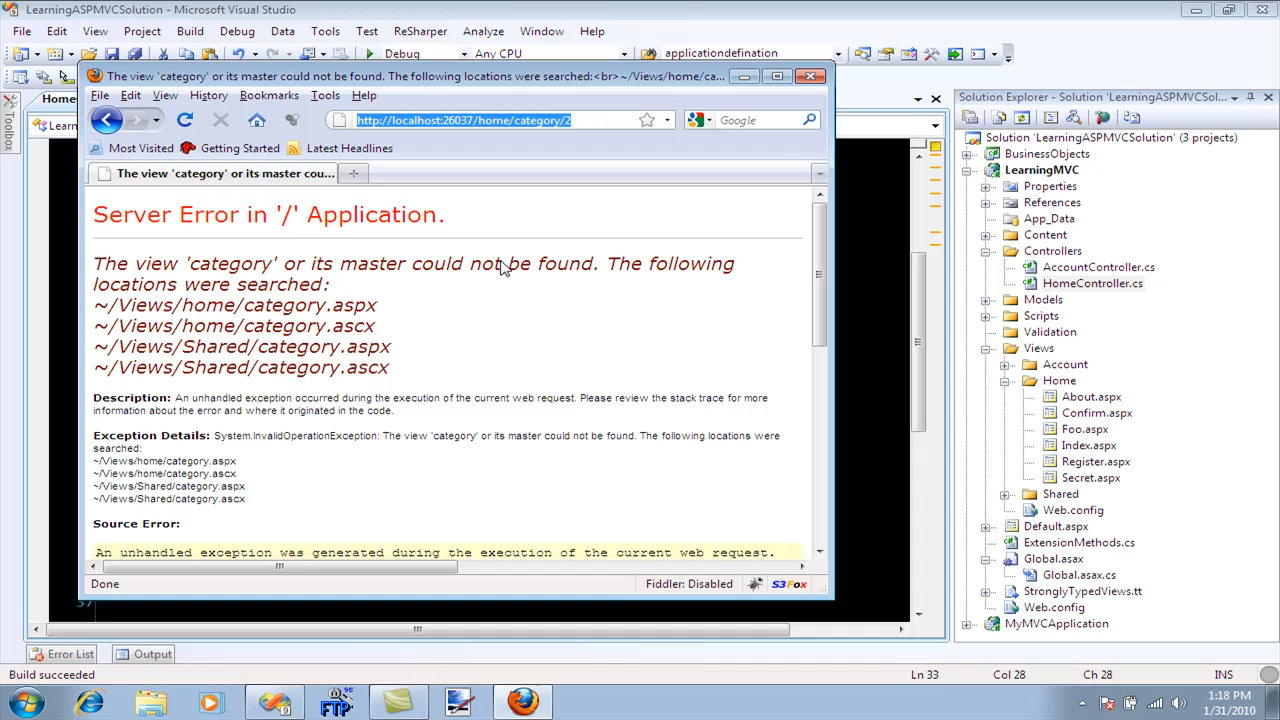 LearningASPMVCSolution - Microsoft Visual Studio
File Edit View Project Build Debug Data Tools Test ReSharper Analyze Window Help
Debug Any CPU applicationdefination
The view 'category' or its master could not be found. The following locations were searched:<br>~/Views/home/c...
File Edit View History Bookmarks Tools Help
http://localhost:26037/home/category/2
Google
Most Visited Getting Started Latest Headlines
The view 'category' or its master cou...
Server Error in '/' Application.
The view 'category' or its master could not be found. The following
locations were searched:
~/Views/home/category.aspx
~/Views/home/category.ascx
~/Views/Shared/category.aspx
~/Views/Shared/category.ascx
Description: An unhandled exception occurred during the execution of the current web request. Please review the stack trace for more
information about the error and where it originated in the code.
Exception Details: System.InvalidOperationException: The view 'category' or its master could not be found. The following locations were
searched:
~/Views/home/category.aspx
~/Views/home/category.ascx
~/Views/Shared/category.aspx
~/Views/Shared/category.ascx
Source Error:
An unhandled exception was generated during the execution of the current web request.
Done
Fiddler: Disabled
S3Fox
Toolbox
Home
Learn
37
Solution Explorer - LearningASPMVCSol...
Solution 'LearningASPMVCSolution' (3 projects)
BusinessObjects
LearningMVC
Properties
References
App_Data
Content
Controllers
AccountController.cs
HomeController.cs
Models
Scripts
Validation
Views
Account
Home
About.aspx
Confirm.aspx
Foo.aspx
Index.aspx
Register.aspx
Secret.aspx
Shared
Web.config
Default.aspx
ExtensionMethods.cs
Global.asax
Global.asax.cs
StronglyTypedViews.tt
Web.config
MyMVCApplication
Error List Output
Build succeeded
Ln 33 Col 28 Ch 28 INS
FTP
1:18 PM
1/31/2010